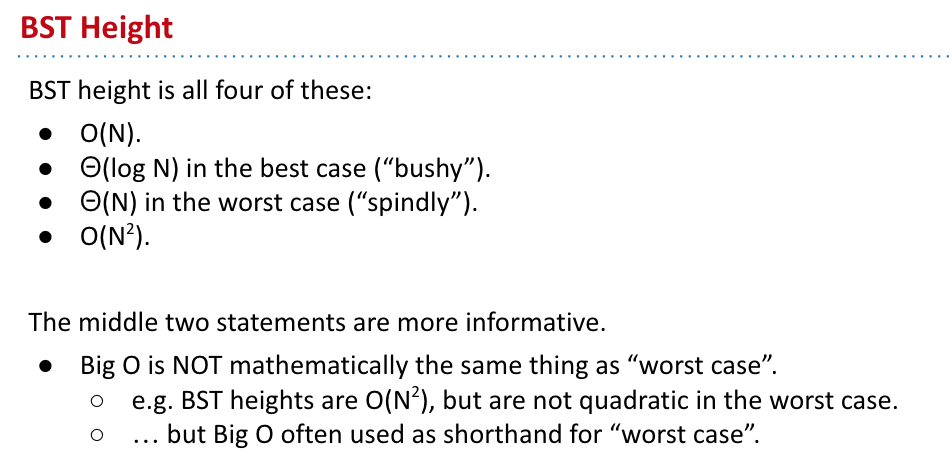 BST Height
BST height is all four of these:
● O(N).
● Θ(log N) in the best case (“bushy”).
● Θ(N) in the worst case (“spindly”).
● O(N²).
The middle two statements are more informative.
● Big O is NOT mathematically the same thing as “worst case”.
○ e.g. BST heights are O(N²), but are not quadratic in the worst case.
○ … but Big O often used as shorthand for “worst case”.